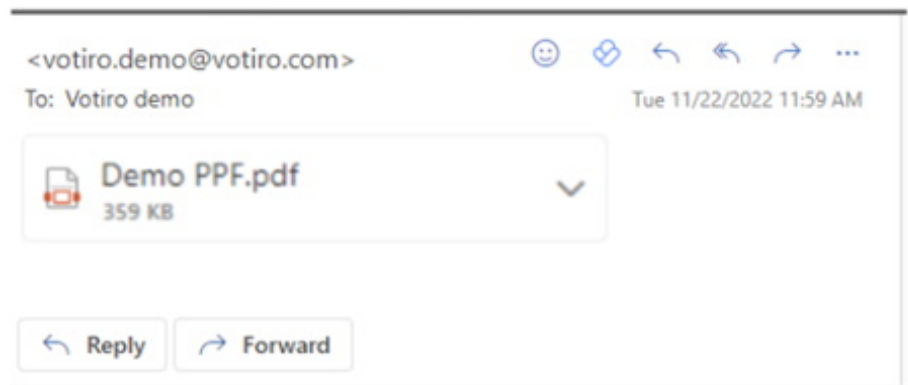 <votiro.demo@votiro.com>
To: Votiro demo
Tue 11/22/2022 11:59 AM
Demo PPF.pdf
359 KB
Reply
Forward